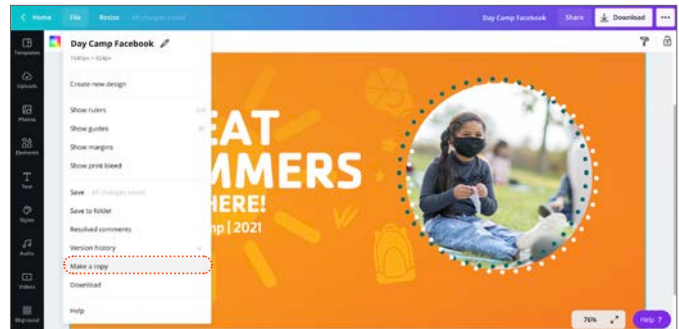 Home File Resize All changes saved Day Camp Facebook Share Download
Day Camp Facebook
Templates
Create new design
Uploads
Show rulers
Photos
Show guides
Elements
Show margins
Show print bleed
Text
Save All changes saved
Save to folder
Styles
Resolved comments
Audio
Version history
Make a copy
Videos
Download
Help
EAT
MMERS
HERE!
mp | 2021
76%
Help ?